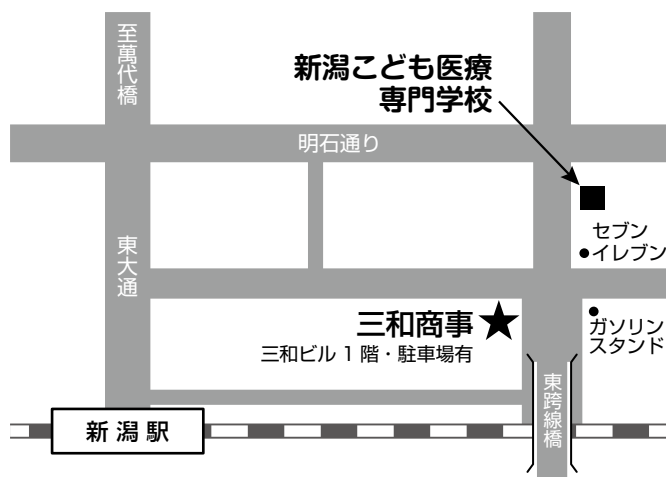 至萬代橋
新潟こども医療
専門学校
明石通り
セブン
イレブン
東大通
三和商事
三和ビル 1 階・駐車場有
ガソリン
スタンド
東跨線橋
新潟駅